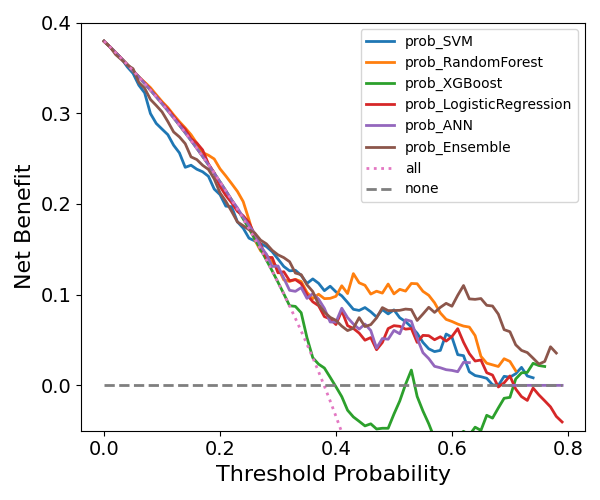 0.4
0.3
0.2
0.1
0.0
Net Benefit
prob_SVM
prob_RandomForest
prob_XGBoost
prob_LogisticRegression
prob_ANN
prob_Ensemble
all
none
0.0 0.2 0.4 0.6 0.8
Threshold Probability